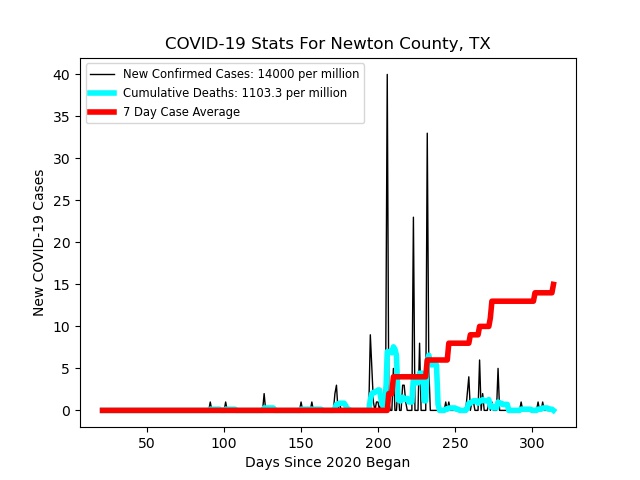 COVID-19 Stats For Newton County, TX
New Confirmed Cases: 14000 per million
Cumulative Deaths: 1103.3 per million
7 Day Case Average
40
35
30
25
20
15
10
5
0
New COVID-19 Cases
50 100 150 200 250 300
Days Since 2020 Began